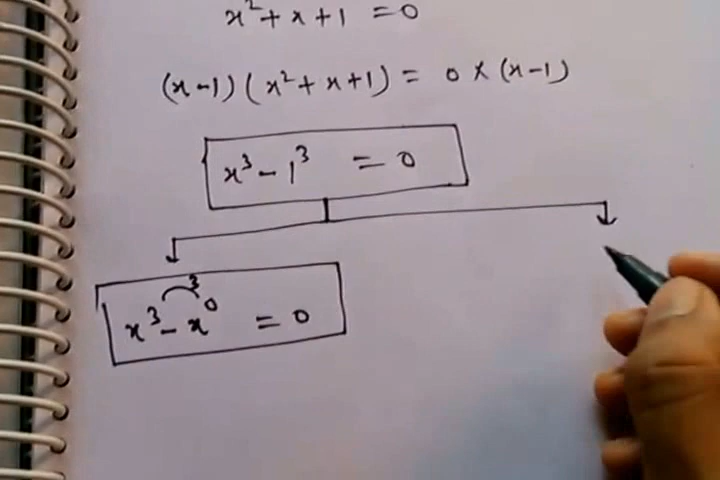 x² + x + 1 = 0
(x-1) (x² + x + 1) = 0 × (x-1)
x³ - 1³ = 0
x³ - x⁰ = 0
3